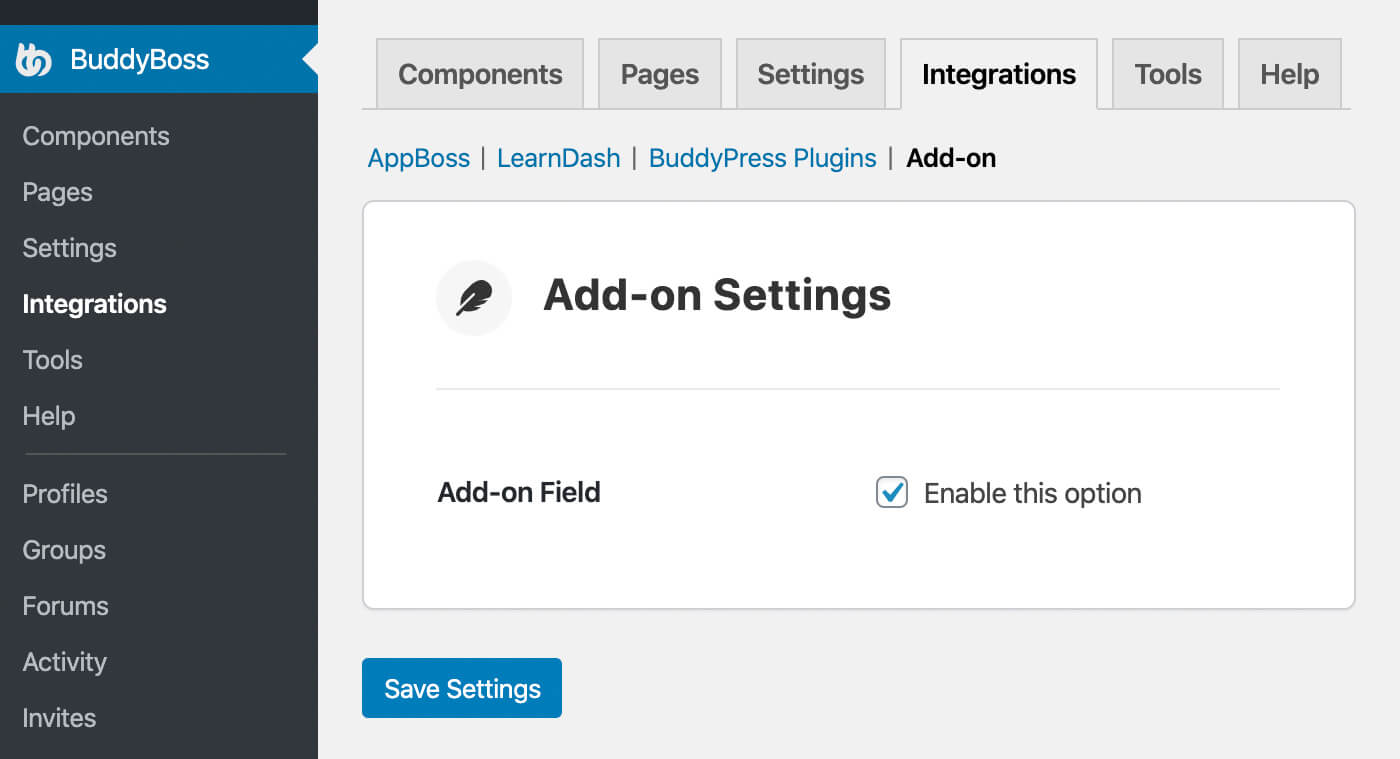 BuddyBoss
Components
Pages
Settings
Integrations
Tools
Help
Profiles
Groups
Forums
Activity
Invites
Components Pages Settings Integrations Tools Help
AppBoss | LearnDash | BuddyPress Plugins | Add-on
Add-on Settings
Add-on Field Enable this option
Save Settings